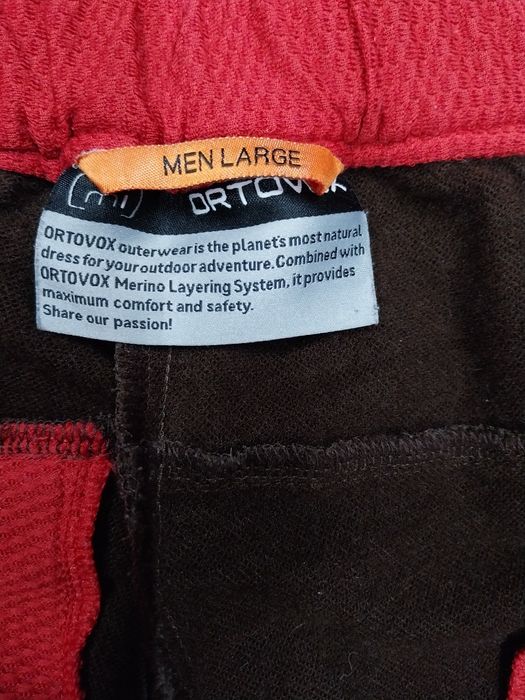 MEN LARGE
ORTOVOX
ORTOVOX outerwear is the planet's most natural
dress for your outdoor adventure. Combined with
ORTOVOX Merino Layering System, it provides
maximum comfort and safety.
Share our passion!